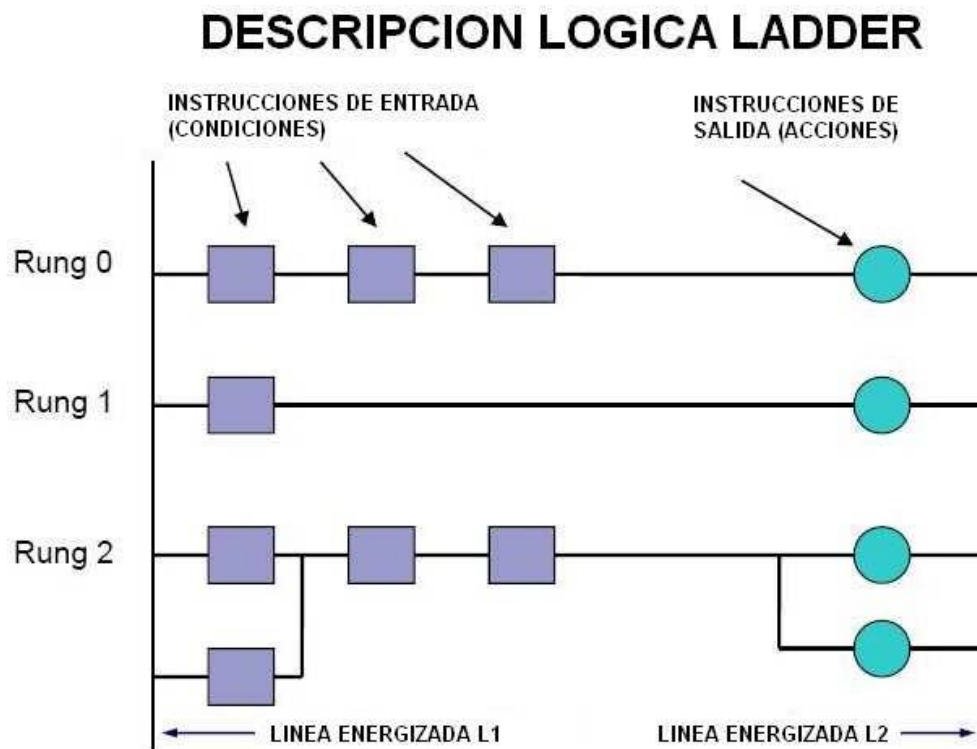 DESCRIPCION LOGICA LADDER
INSTRUCCIONES DE ENTRADA
(CONDICIONES)
INSTRUCCIONES DE
SALIDA (ACCIONES)
Rung 0
Rung 1
Rung 2
LINEA ENERGIZADA L1
LINEA ENERGIZADA L2